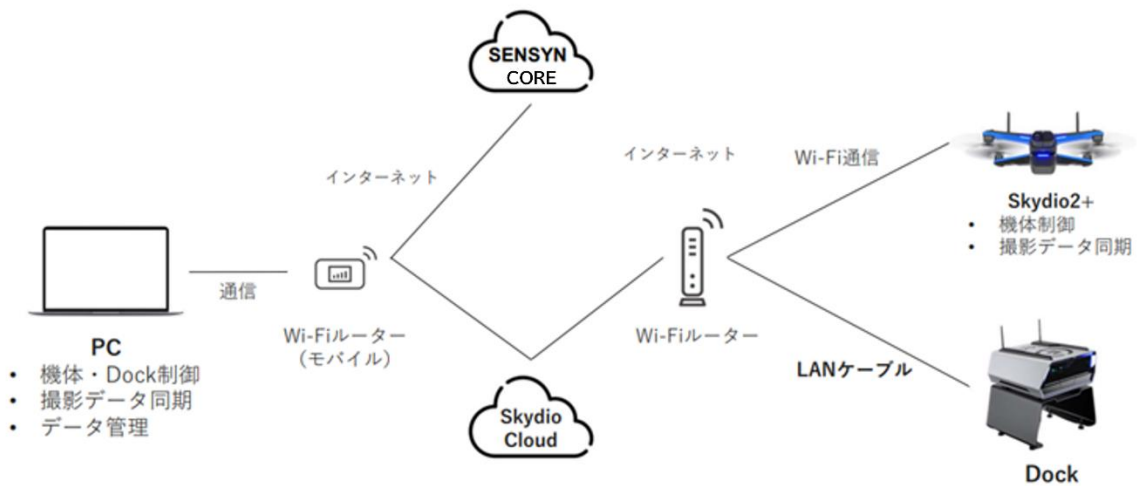 SENSYN
CORE
インターネット
インターネット
Wi-Fi通信
Skydio2+
• 機体制御
• 撮影データ同期
通信
Wi-Fiルーター
（モバイル）
Wi-Fiルーター
PC
• 機体・Dock制御
• 撮影データ同期
• データ管理
LANケーブル
Skydio
Cloud
Dock